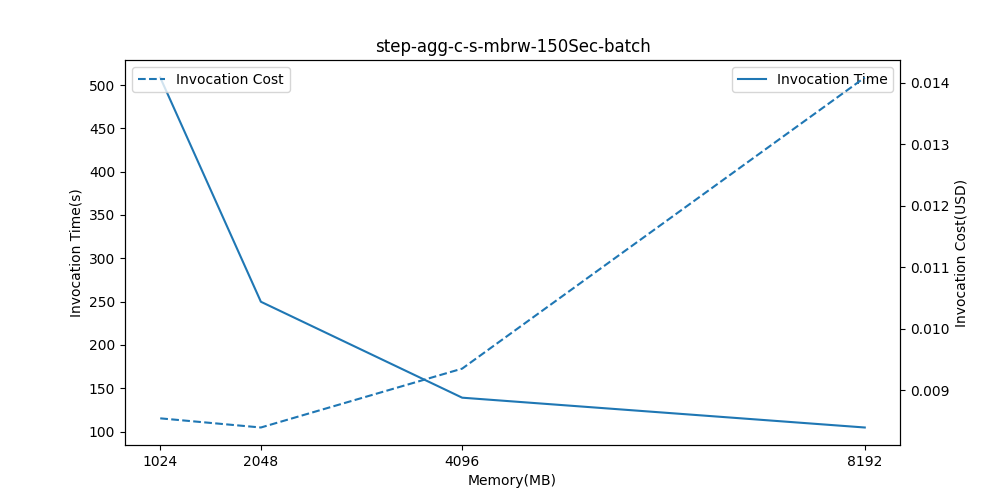 step-agg-c-s-mbrw-150Sec-batch
Invocation Cost
Invocation Time
500
450
400
350
300
250
200
150
100
Invocation Time(s)
0.014
0.013
0.012
0.011
0.010
0.009
Invocation Cost(USD)
1024 2048 4096 8192
Memory(MB)